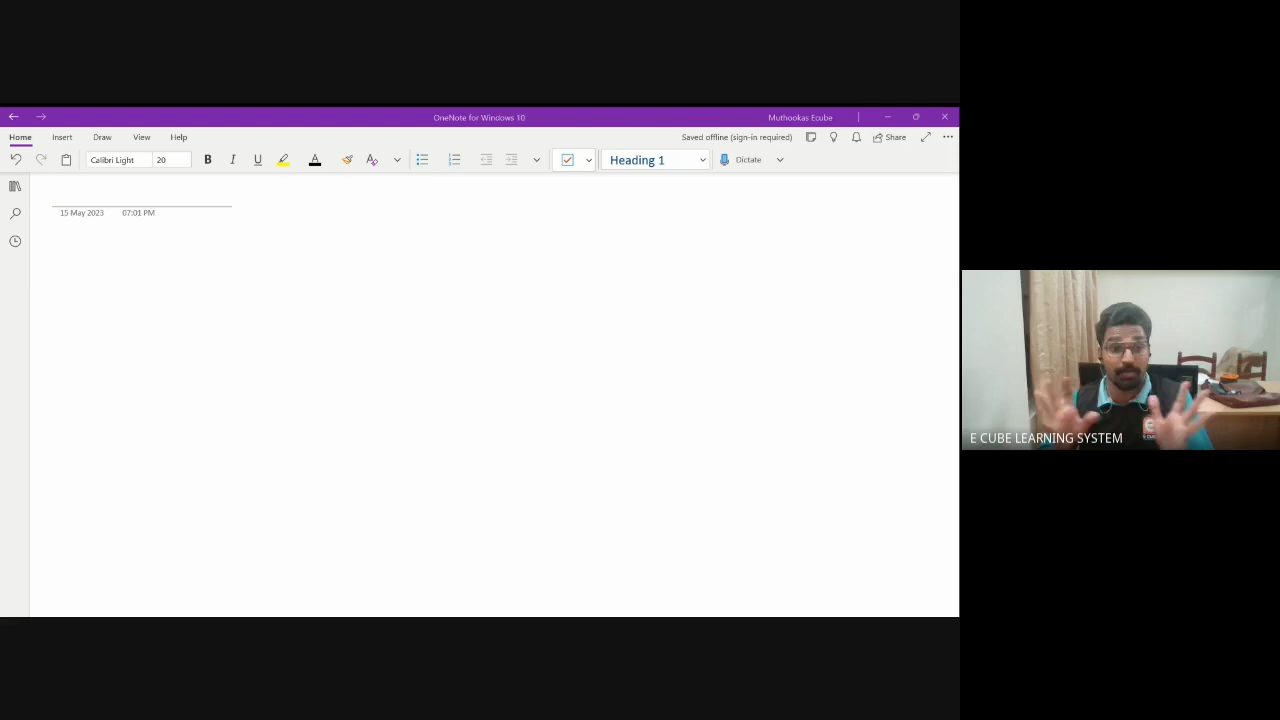 OneNote for Windows 10
Muthookas Ecube
Home Insert Draw View Help
Saved offline (sign-in required)
Share
Calibri Light 20
B I U A
Heading 1
Dictate
15 May 2023 07:01 PM
E CUBE LEARNING SYSTEM